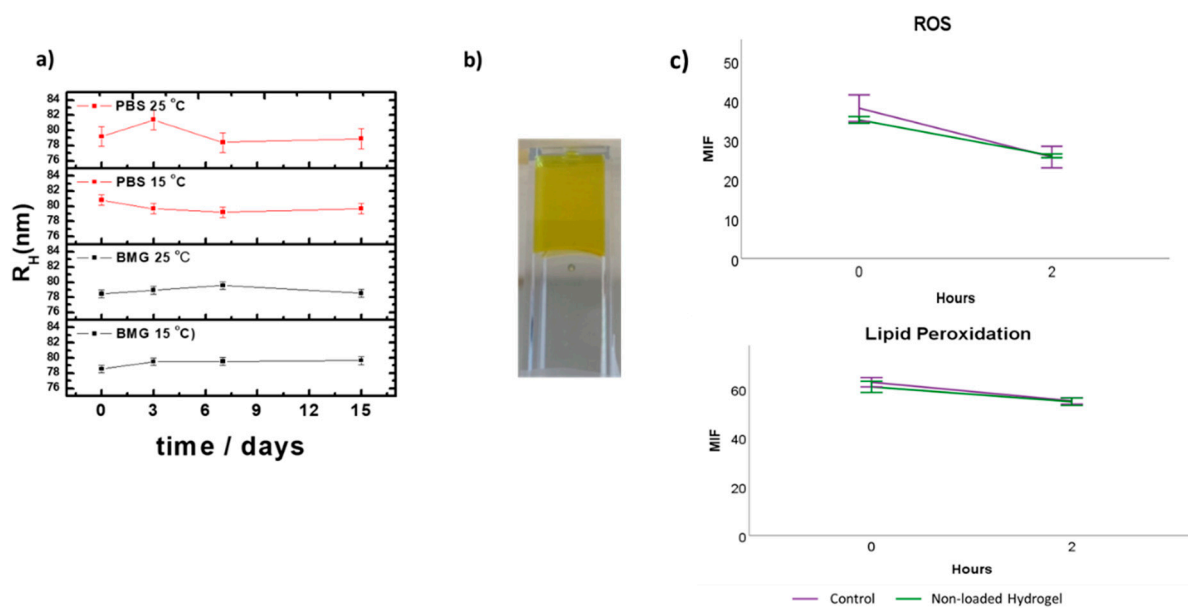 a)
PBS 25 °C
84
82
80
78
76
PBS 15 °C
84
82
80
78
76
BMG 25 °C
84
82
80
78
76
BMG 15 °C)
84
82
80
78
76
R_H(nm)
0 3 6 9 12 15
time / days
b)
c)
ROS
50
40
30
20
10
0
MIF
0 2
Hours
Lipid Peroxidation
60
40
20
0
MIF
0 2
Hours
Control Non-loaded Hydrogel